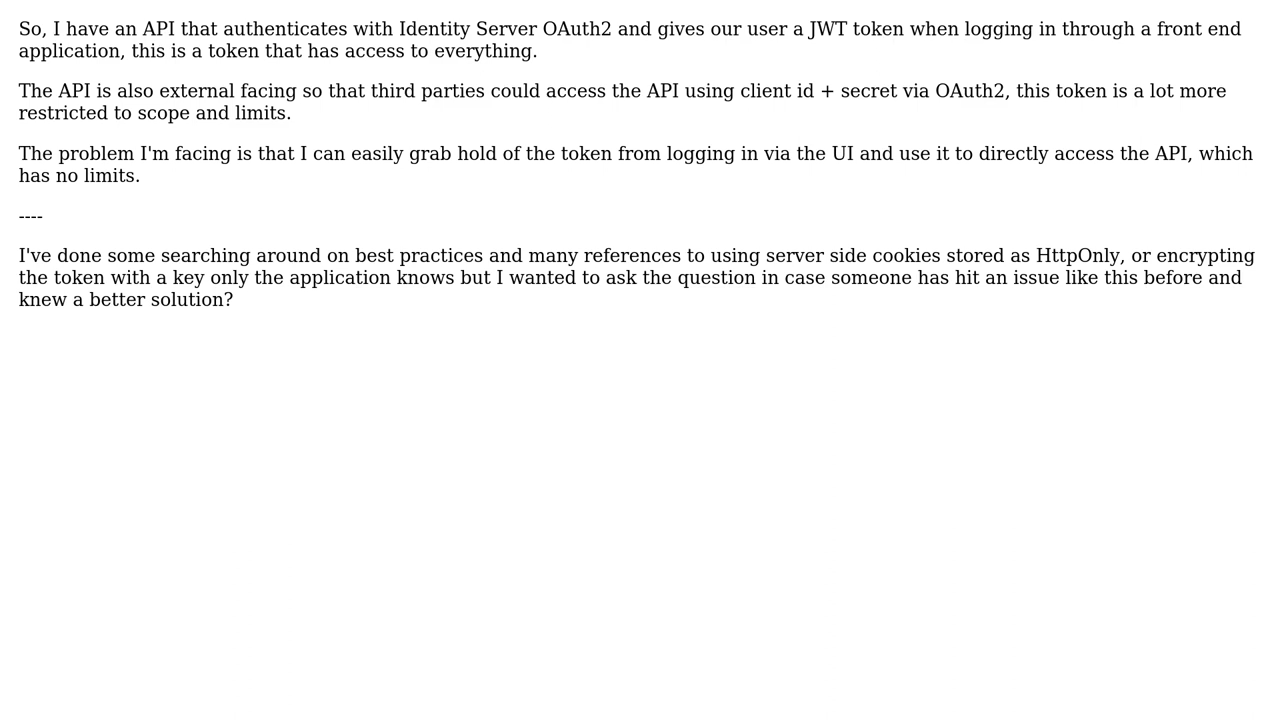 So, I have an API that authenticates with Identity Server OAuth2 and gives our user a JWT token when logging in through a front end
application, this is a token that has access to everything.
The API is also external facing so that third parties could access the API using client id + secret via OAuth2, this token is a lot more
restricted to scope and limits.
The problem I'm facing is that I can easily grab hold of the token from logging in via the UI and use it to directly access the API, which
has no limits.
----
I've done some searching around on best practices and many references to using server side cookies stored as HttpOnly, or encrypting
the token with a key only the application knows but I wanted to ask the question in case someone has hit an issue like this before and
knew a better solution?